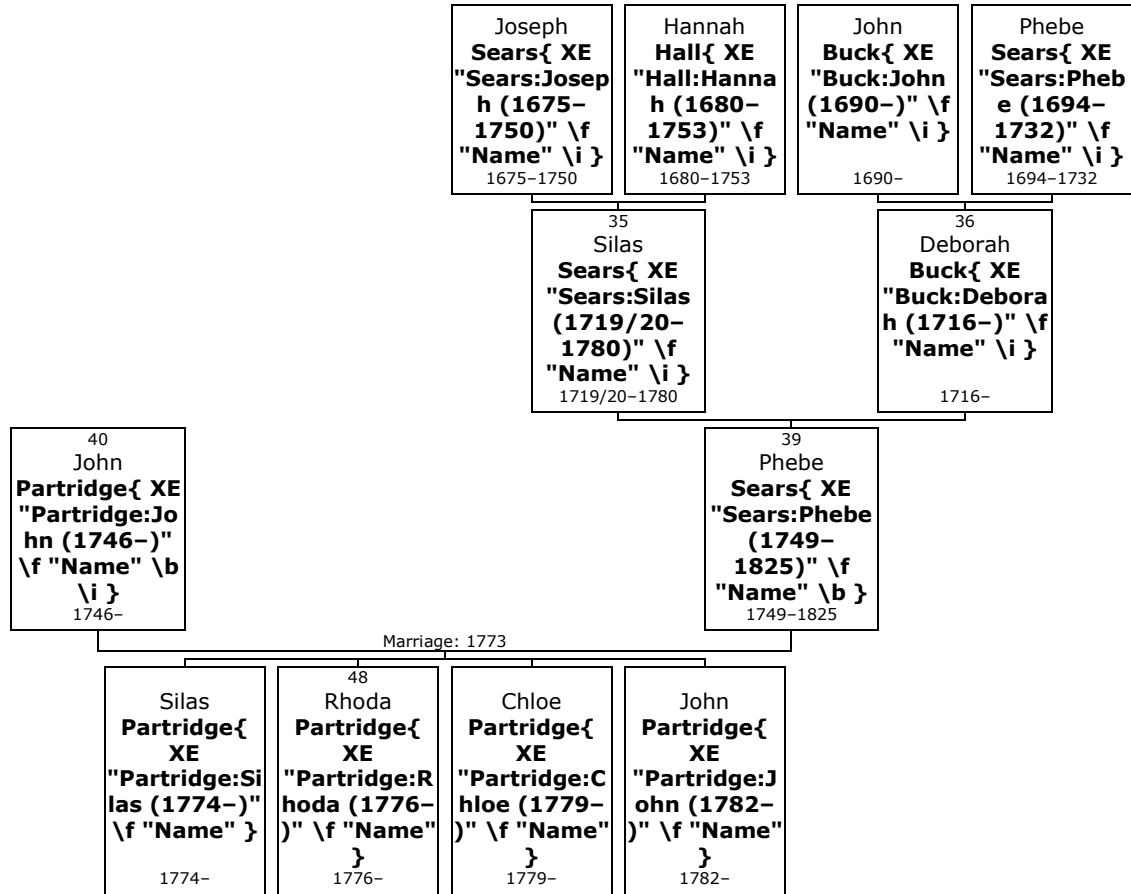 Joseph
Sears{ XE
"Sears:Josep
h (1675–
1750)" \f
"Name" \i }
1675–1750
Hannah
Hall{ XE
"Hall:Hanna
h (1680–
1753)" \f
"Name" \i }
1680–1753
John
Buck{ XE
"Buck:John
(1690–)" \f
"Name" \i }
1690–
Phebe
Sears{ XE
"Sears:Pheb
e (1694–
1732)" \f
"Name" \i }
1694–1732
35
Silas
Sears{ XE
"Sears:Silas
(1719/20–
1780)" \f
"Name" \i }
1719/20–1780
36
Deborah
Buck{ XE
"Buck:Debora
h (1716–)" \f
"Name" \i }
1716–
40
John
Partridge{ XE
"Partridge:Jo
hn (1746–)"
\f "Name" \b
\i }
1746–
39
Phebe
Sears{ XE
"Sears:Phebe
(1749–
1825)" \f
"Name" \b }
1749–1825
Marriage: 1773
Silas
Partridge{
XE
"Partridge:Si
las (1774–)"
\f "Name" }
1774–
48
Rhoda
Partridge{
XE
"Partridge:R
hoda (1776–
)" \f "Name"
}
1776–
Chloe
Partridge{
XE
"Partridge:C
hloe (1779–
)" \f "Name"
}
1779–
John
Partridge{
XE
"Partridge:J
ohn (1782–
)" \f "Name"
}
1782–